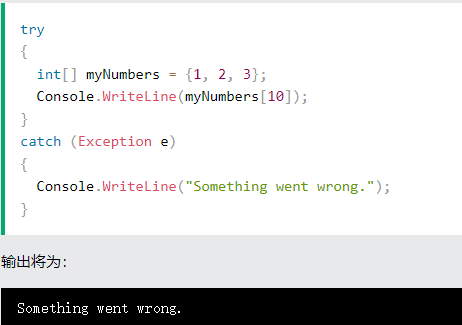 try
{
  int[] myNumbers = {1, 2, 3};
  Console.WriteLine(myNumbers[10]);
}
catch (Exception e)
{
  Console.WriteLine("Something went wrong.");
}
输出将为：
Something went wrong.